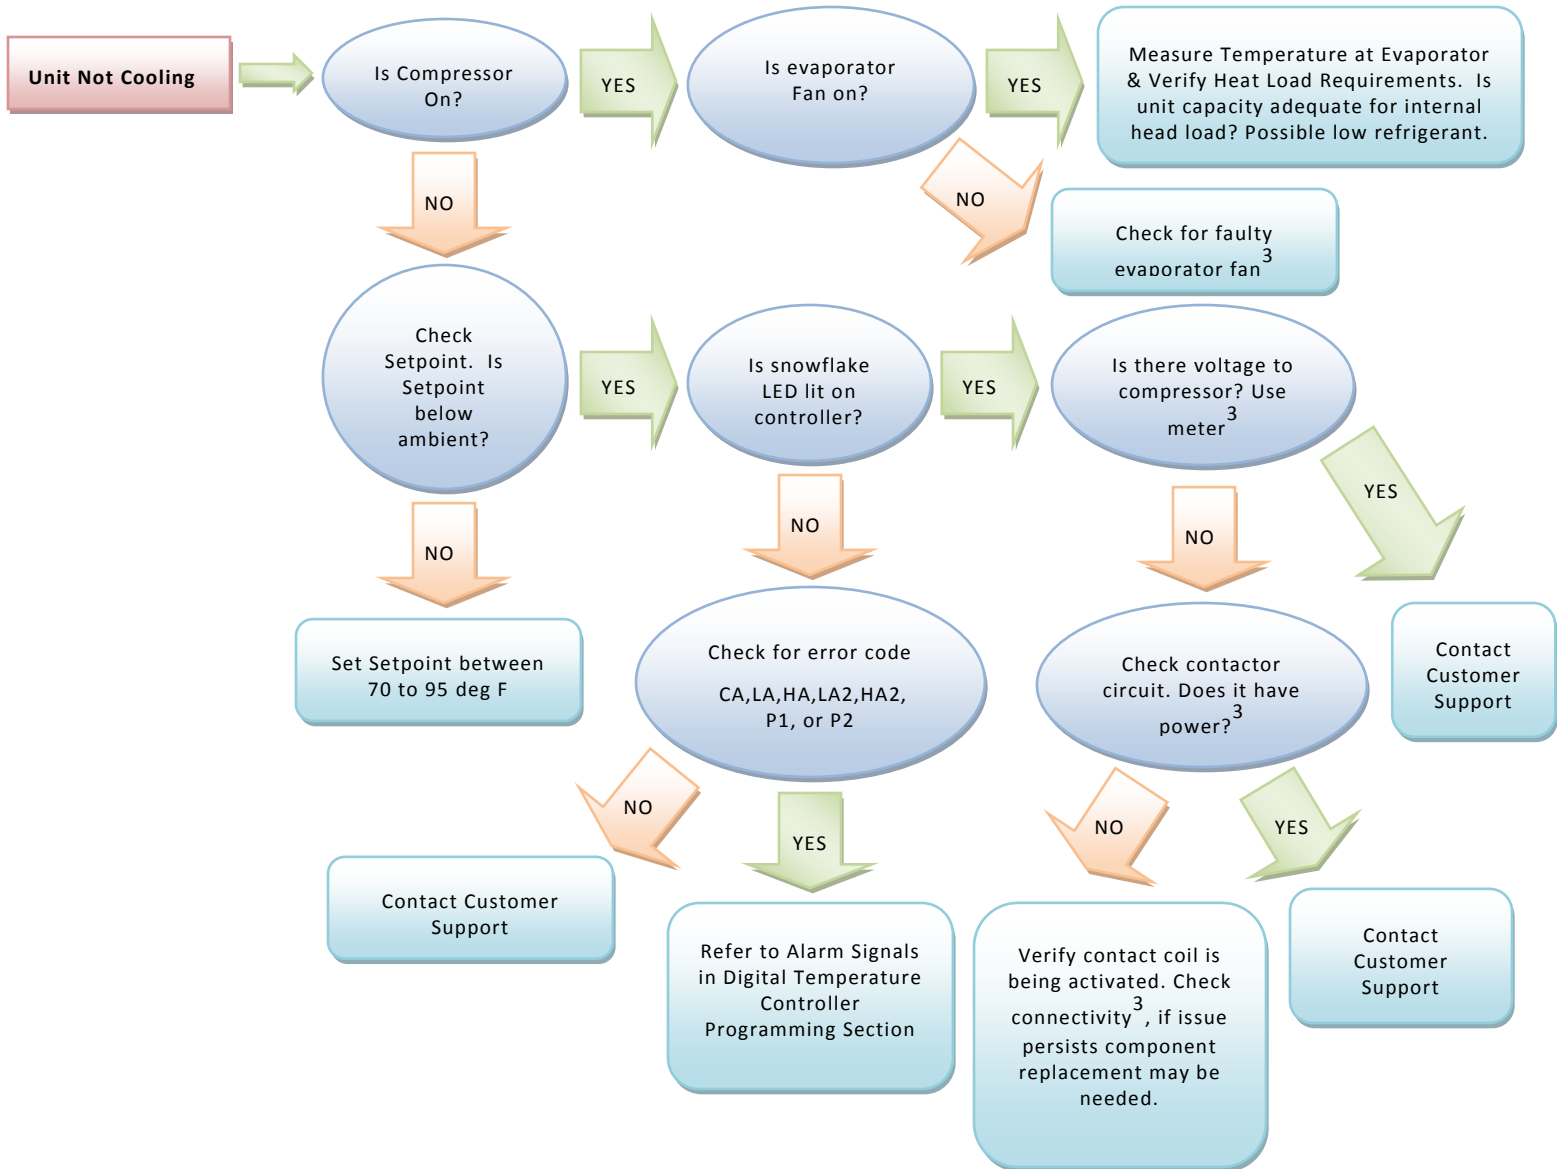 Unit Not Cooling
Is Compressor
On?
YES
Is evaporator
Fan on?
YES
Measure Temperature at Evaporator
& Verify Heat Load Requirements.  Is
unit capacity adequate for internal
head load? Possible low refrigerant.
NO
NO
Check for faulty
evaporator fan3
Check
Setpoint.  Is
Setpoint
below
ambient?
YES
Is snowflake
LED lit on
controller?
YES
Is there voltage to
compressor? Use
meter3
YES
NO
NO
NO
Set Setpoint between
70 to 95 deg F
Check for error code
CA,LA,HA,LA2,HA2,
P1, or P2
Check contactor
circuit. Does it have
power?3
Contact
Customer
Support
NO
YES
NO
YES
Contact Customer
Support
Refer to Alarm Signals
in Digital Temperature
Controller
Programming Section
Verify contact coil is
being activated. Check
connectivity3, if issue
persists component
replacement may be
needed.
Contact
Customer
Support